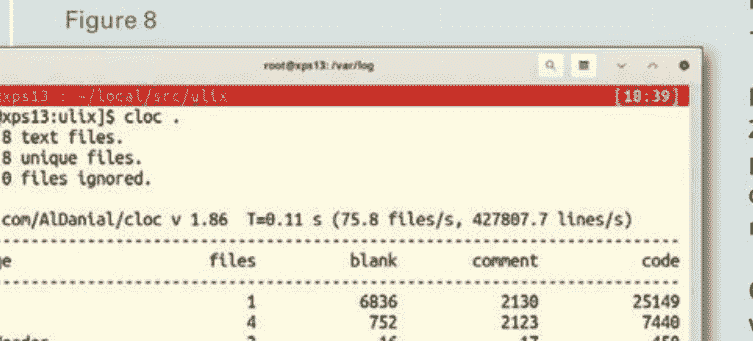 Figure 8
root@xps13: /var/log
xps13 : ~/local/src/ulix [18:39]
@xps13:ulix]$ cloc .
8 text files.
8 unique files.
0 files ignored.
com/AlDanial/cloc v 1.86 T=0.11 s (75.8 files/s, 427807.7 lines/s)
files blank comment code
1 6836 2130 25149
4 752 2123 7440